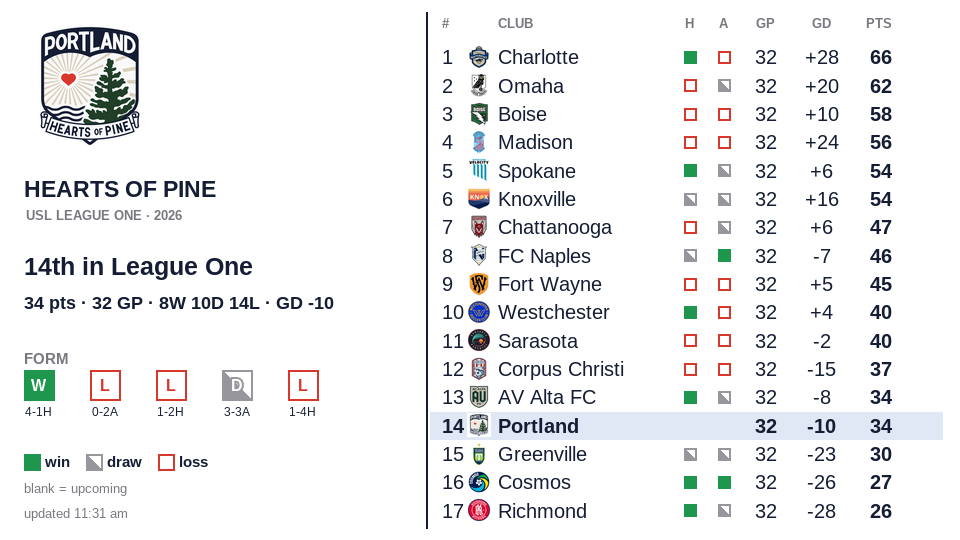 PORTLAND
HEARTS OF PINE
HEARTS OF PINE
USL LEAGUE ONE · 2026
14th in League One
34 pts · 32 GP · 8W 10D 14L · GD -10
FORM
W L L D L
4-1H 0-2A 1-2H 3-3A 1-4H
win draw loss
blank = upcoming
updated 11:31 am
# CLUB H A GP GD PTS
1 Charlotte 32 +28 66
2 Omaha 32 +20 62
3 Boise 32 +10 58
4 Madison 32 +24 56
5 Spokane 32 +6 54
6 Knoxville 32 +16 54
7 Chattanooga 32 +6 47
8 FC Naples 32 -7 46
9 Fort Wayne 32 +5 45
10 Westchester 32 +4 40
11 Sarasota 32 -2 40
12 Corpus Christi 32 -15 37
13 AV Alta FC 32 -8 34
14 Portland 32 -10 34
15 Greenville 32 -23 30
16 Cosmos 32 -26 27
17 Richmond 32 -28 26